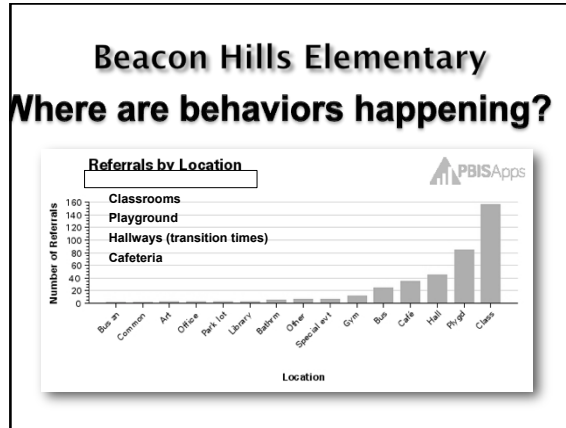 Beacon Hills Elementary
Where are behaviors happening?
Referrals by Location
PBISApps
Classrooms
Playground
Hallways (transition times)
Cafeteria
Number of Referrals
160
140
120
100
80
60
40
20
0
Bus zn
Common
Art
Office
Park lot
Library
Bathrm
Other
Special evt
Gym
Bus
Café
Hall
Plygd
Class
Location